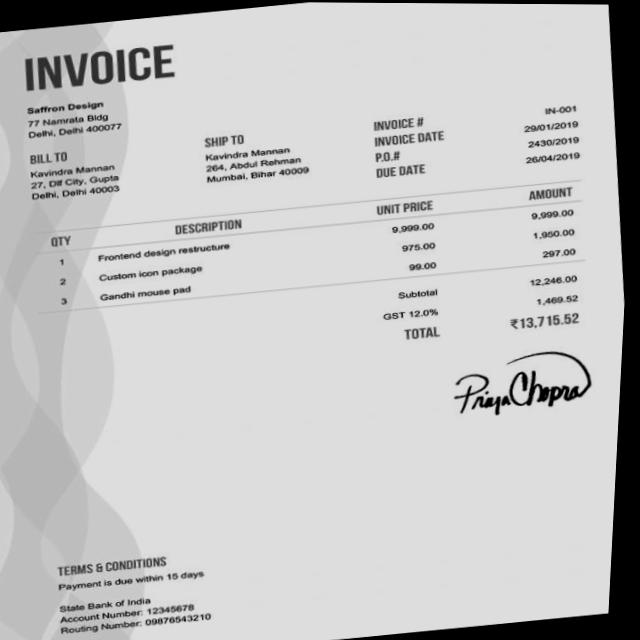 INVOICE
Saffron Design
77 Namrata Bldg
Delhi, Delhi 400077
BILL TO
Kavindra Mannan
27, Dlf City, Gupta
Delhi, Delhi 40003
SHIP TO
Kavindra Mannan
264, Abdul Rehman
Mumbai, Bihar 40009
INVOICE # IN-001
INVOICE DATE 29/01/2019
P.O.# 2430/2019
DUE DATE 26/04/2019
QTY DESCRIPTION UNIT PRICE AMOUNT
1 Frontend design restructure 9,999.00 9,999.00
2 Custom icon package 975.00 1,950.00
3 Gandhi mouse pad 99.00 297.00
Subtotal 12,246.00
GST 12.0% 1,469.52
TOTAL ₹13,715.52
Priya Chopra
TERMS & CONDITIONS
Payment is due within 15 days
State Bank of India
Account Number: 12345678
Routing Number: 09876543210